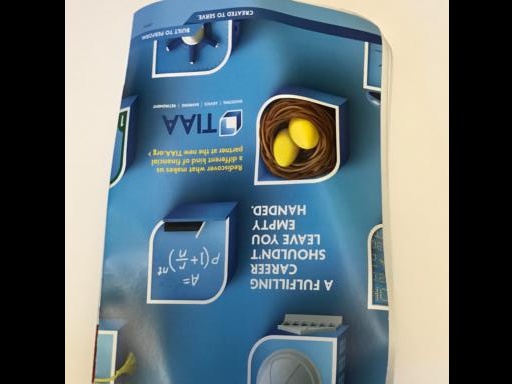 A FULFILLING
CAREER
SHOULDN'T
LEAVE YOU
EMPTY
HANDED.
A=
P(1+r/n)^nt
Rediscover what makes us
a different kind of financial
partner at the new TIAA.org >
TIAA
INVESTING | ADVICE | BANKING | RETIREMENT
BUILT TO PERFORM.
CREATED TO SERVE.